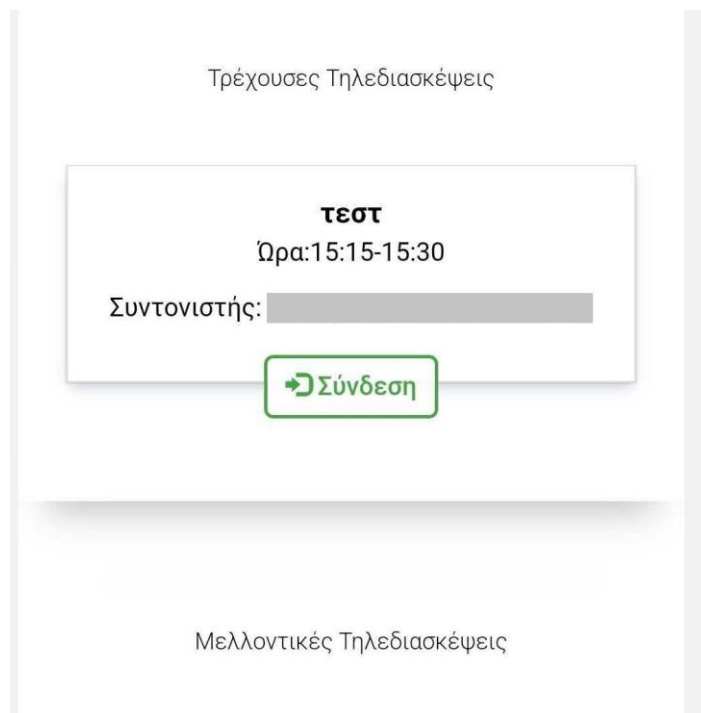 Τρέχουσες Τηλεδιασκέψεις
τεστ
Ώρα:15:15-15:30
Συντονιστής:
Σύνδεση
Μελλοντικές Τηλεδιασκέψεις